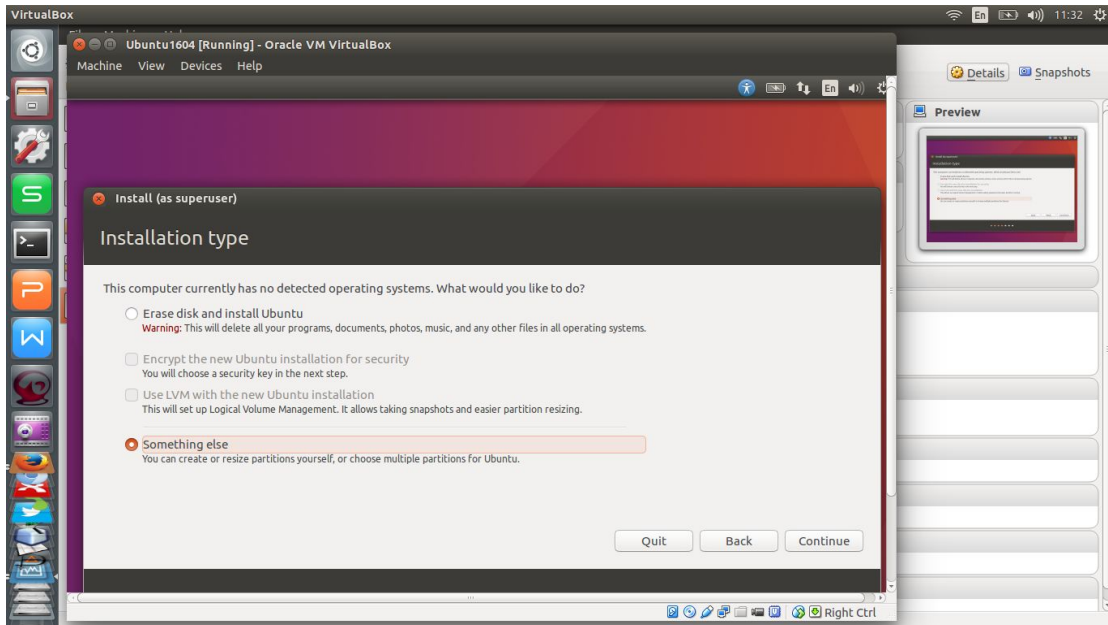 VirtualBox
En
11:32
Ubuntu1604 [Running] - Oracle VM VirtualBox
Machine View Devices Help
En
Details
Snapshots
Preview
Install (as superuser)
Installation type
This computer currently has no detected operating systems. What would you like to do?
Erase disk and install Ubuntu
Warning: This will delete all your programs, documents, photos, music, and any other files in all operating systems.
Encrypt the new Ubuntu installation for security
You will choose a security key in the next step.
Use LVM with the new Ubuntu installation
This will set up Logical Volume Management. It allows taking snapshots and easier partition resizing.
Something else
You can create or resize partitions yourself, or choose multiple partitions for Ubuntu.
Quit
Back
Continue
Right Ctrl